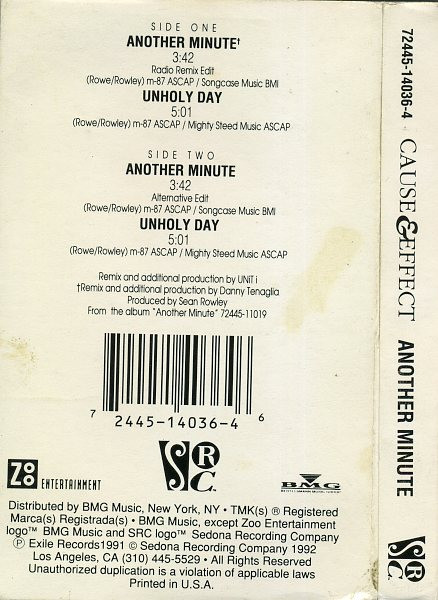 SIDE ONE
ANOTHER MINUTE†
3:42
Radio Remix Edit
(Rowe/Rowley) m-87 ASCAP / Songcase Music BMI
UNHOLY DAY
5:01
(Rowe/Rowley) m-87 ASCAP / Mighty Steed Music ASCAP
SIDE TWO
ANOTHER MINUTE
3:42
Alternative Edit
(Rowe/Rowley) m-87 ASCAP / Songcase Music BMI
UNHOLY DAY
5:01
(Rowe/Rowley) m-87 ASCAP / Mighty Steed Music ASCAP
Remix and additional production by UNiT i
†Remix and additional production by Danny Tenaglia
Produced by Sean Rowley
From the album "Another Minute" 72445-11019
7 2445-14036-4 6
Zoo ENTERTAINMENT
SRC™
BMG
Distributed by BMG Music, New York, NY • TMK(s) ® Registered
Marca(s) Registrada(s) • BMG Music, except Zoo Entertainment
logo™ BMG Music and SRC logo™ Sedona Recording Company
Ⓟ Exile Records1991 © Sedona Recording Company 1992
Los Angeles, CA (310) 445-5529 • All Rights Reserved
Unauthorized duplication is a violation of applicable laws
Printed in U.S.A.
72445-14036-4 CAUSE & EFFECT ANOTHER MINUTE
SRC